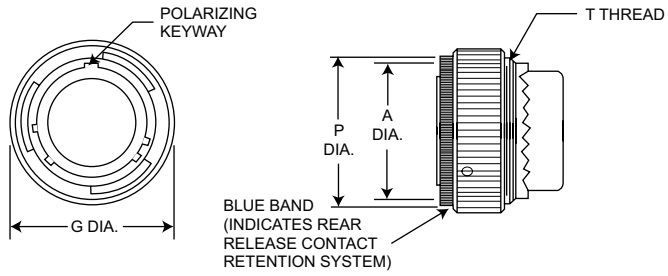 POLARIZING
KEYWAY
G DIA.
T THREAD
P
DIA.
A
DIA.
BLUE BAND
(INDICATES REAR
RELEASE CONTACT
RETENTION SYSTEM)